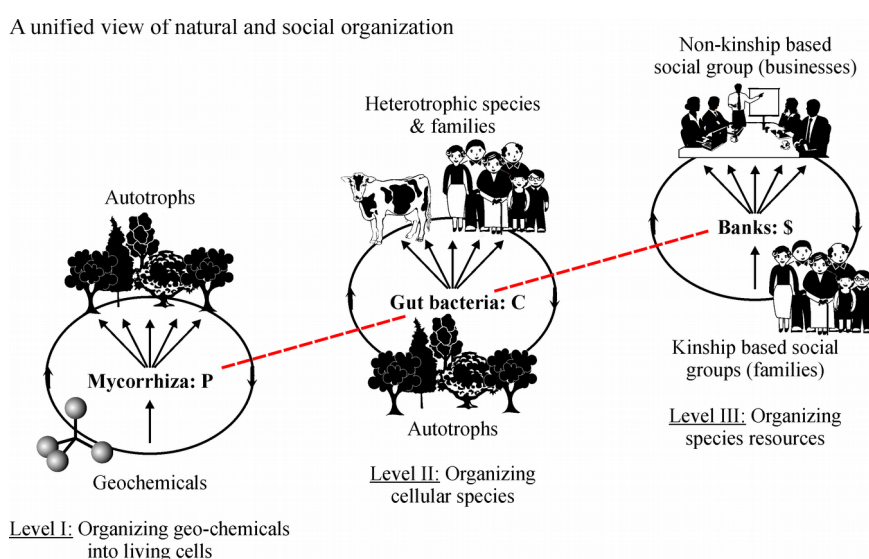 A unified view of natural and social organization
Autotrophs
Mycorrhiza: P
Geochemicals
Level I: Organizing geo-chemicals
into living cells
Heterotrophic species
& families
Gut bacteria: C
Autotrophs
Level II: Organizing
cellular species
Non-kinship based
social group (businesses)
Banks: $
Kinship based social
groups (families)
Level III: Organizing
species resources